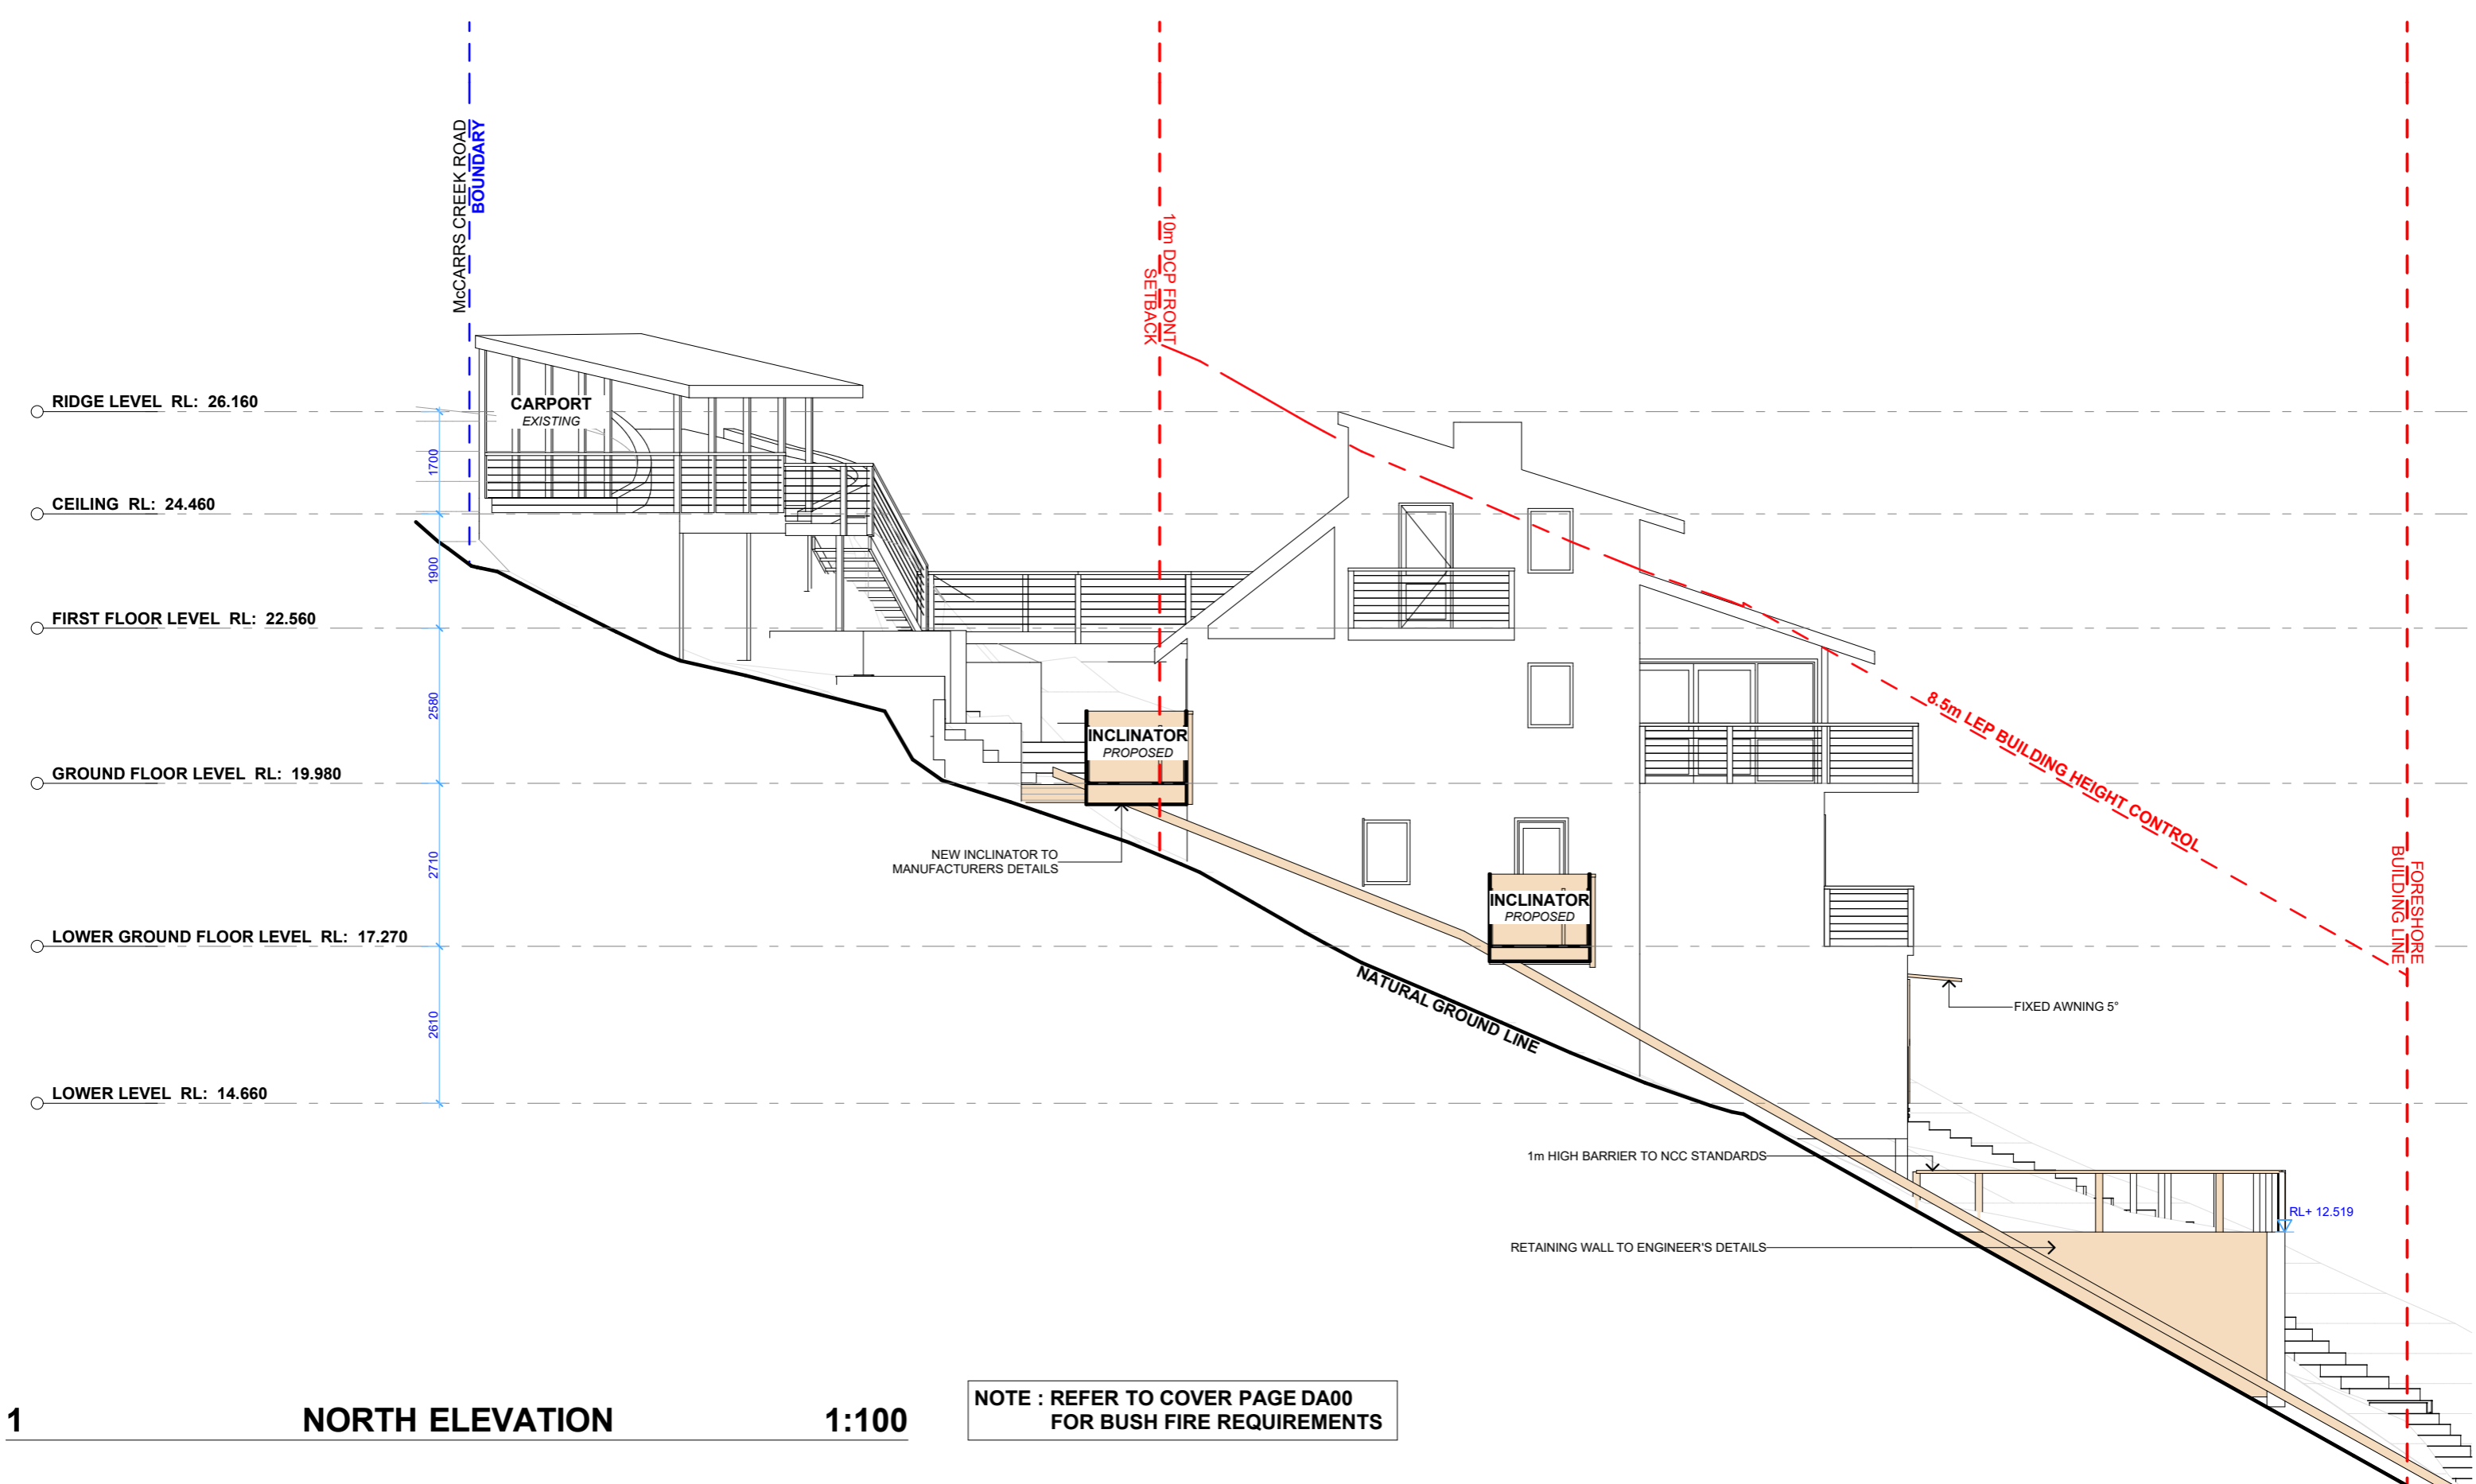 McCARRS CREEK ROAD
BOUNDARY
10m DCP FRONT
SETBACK
RIDGE LEVEL RL: 26.160
CARPORT
EXISTING
1700
CEILING RL: 24.460
1900
FIRST FLOOR LEVEL RL: 22.560
2580
8.5m LEP BUILDING HEIGHT CONTROL
INCLINATOR
PROPOSED
GROUND FLOOR LEVEL RL: 19.980
NEW INCLINATOR TO
MANUFACTURERS DETAILS
2710
FORESHORE
BUILDING LINE
INCLINATOR
PROPOSED
LOWER GROUND FLOOR LEVEL RL: 17.270
NATURAL GROUND LINE
FIXED AWNING 5°
2610
LOWER LEVEL RL: 14.660
1m HIGH BARRIER TO NCC STANDARDS
RL+ 12.519
RETAINING WALL TO ENGINEER'S DETAILS
1 NORTH ELEVATION 1:100
NOTE : REFER TO COVER PAGE DA00
FOR BUSH FIRE REQUIREMENTS